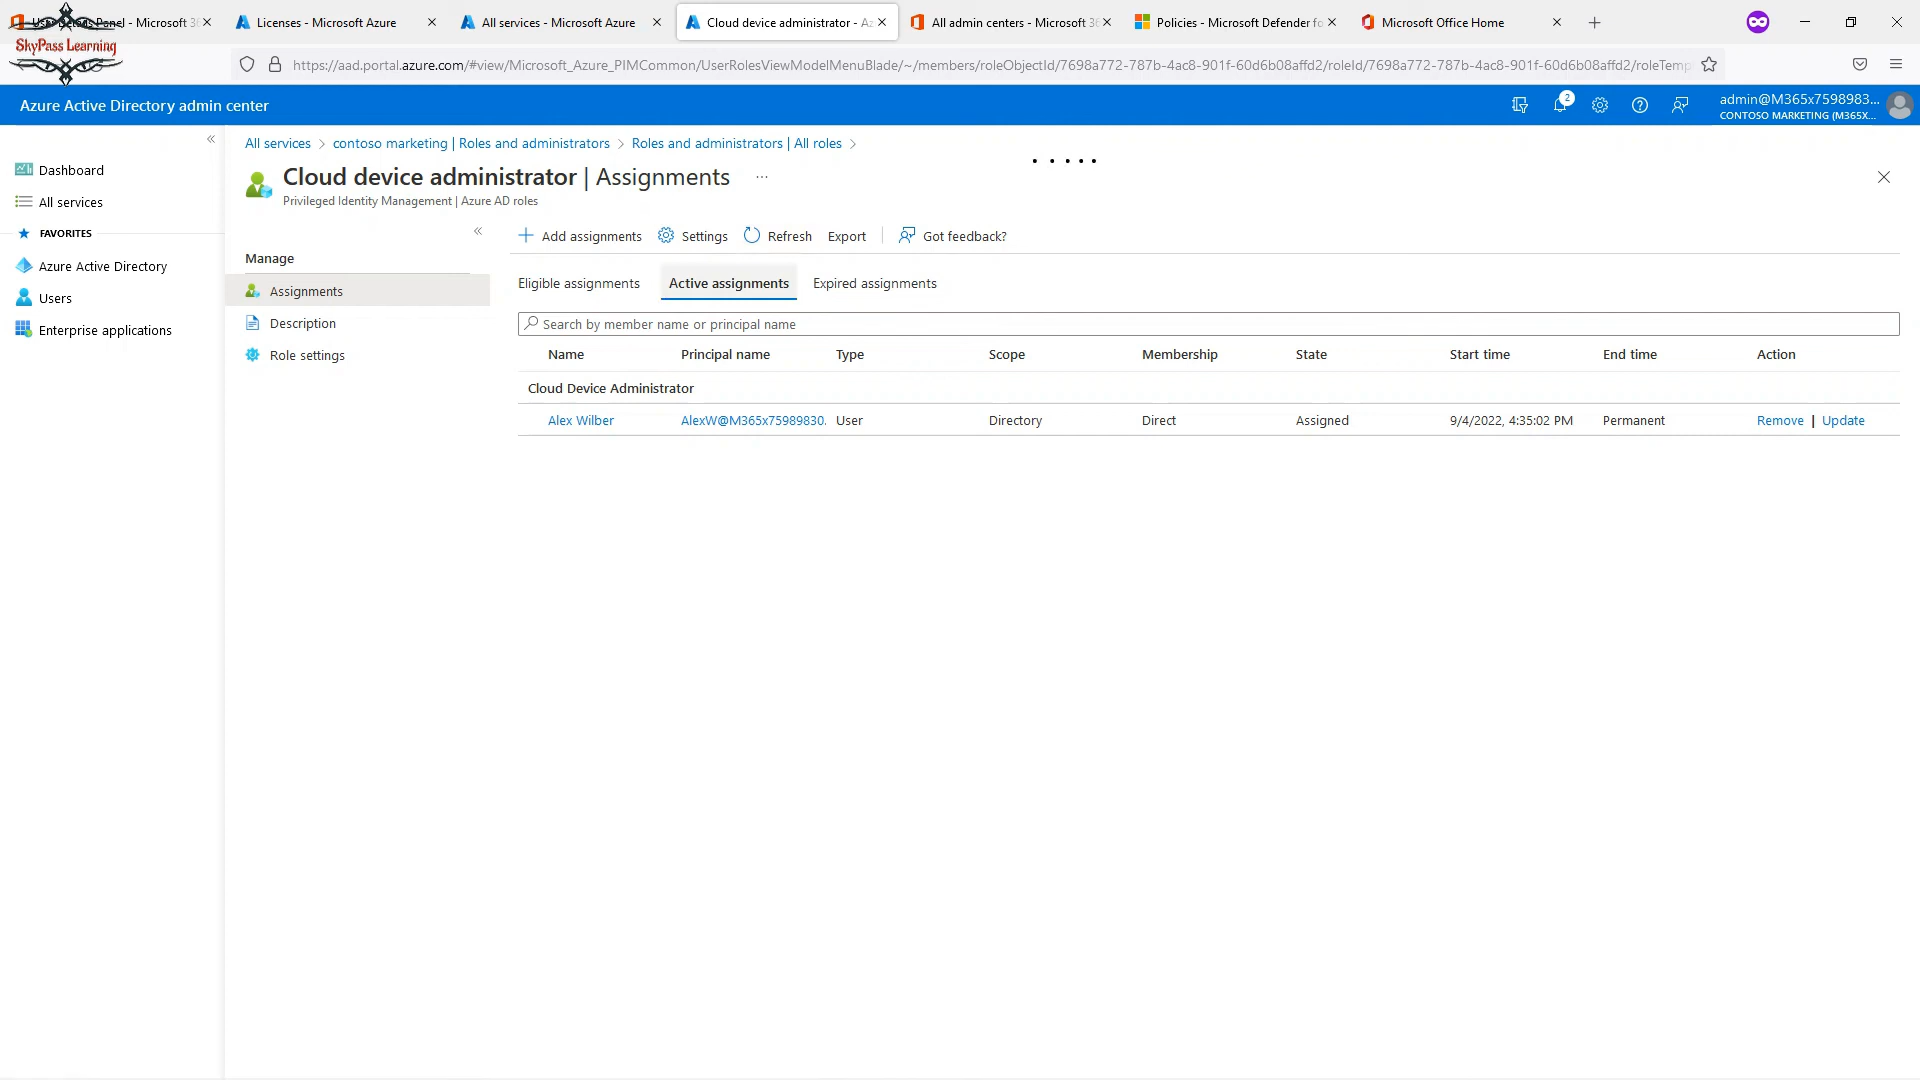 User Details Panel - Microsoft 36
Licenses - Microsoft Azure
All services - Microsoft Azure
Cloud device administrator - Az
All admin centers - Microsoft 36
Policies - Microsoft Defender fo
Microsoft Office Home
SkyPass Learning
https://aad.portal.azure.com/#view/Microsoft_Azure_PIMCommon/UserRolesViewModelMenuBlade/~/members/roleObjectId/7698a772-787b-4ac8-901f-60d6b08affd2/roleId/7698a772-787b-4ac8-901f-60d6b08affd2/roleTemp
Azure Active Directory admin center
2
admin@M365x7598983...
CONTOSO MARKETING (M365X...
All services > contoso marketing | Roles and administrators > Roles and administrators | All roles >
Cloud device administrator | Assignments ...
Privileged Identity Management | Azure AD roles
Dashboard
All services
FAVORITES
Azure Active Directory
Users
Enterprise applications
Manage
Assignments
Description
Role settings
Add assignments
Settings
Refresh
Export
Got feedback?
Eligible assignments
Active assignments
Expired assignments
Search by member name or principal name
Name Principal name Type Scope Membership State Start time End time Action
Cloud Device Administrator
Alex Wilber AlexW@M365x75989830. User Directory Direct Assigned 9/4/2022, 4:35:02 PM Permanent Remove | Update